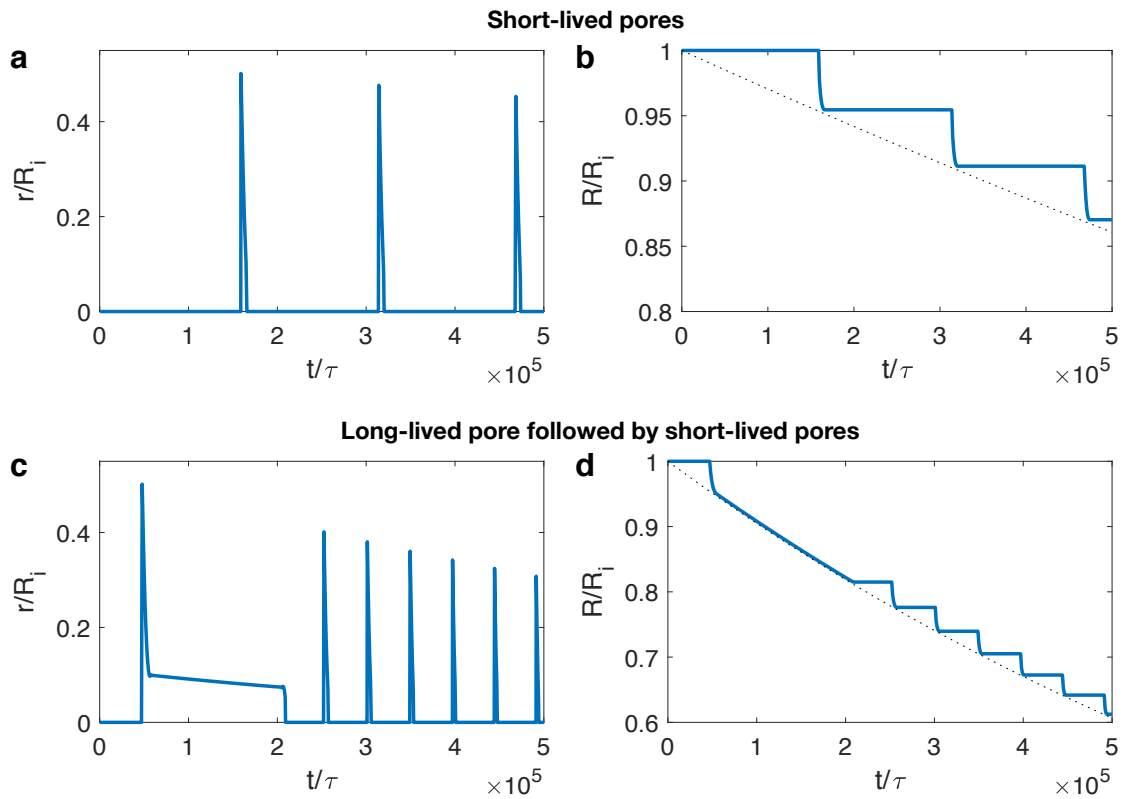 Short-lived pores
a
r/R_i
0.4
0.2
0
0 1 2 3 4 5
t/τ
×10^5
b
R/R_i
1
0.95
0.9
0.85
0.8
0 1 2 3 4 5
t/τ
×10^5
Long-lived pore followed by short-lived pores
c
r/R_i
0.4
0.2
0
0 1 2 3 4 5
t/τ
×10^5
d
R/R_i
1
0.9
0.8
0.7
0.6
0 1 2 3 4 5
t/τ
×10^5